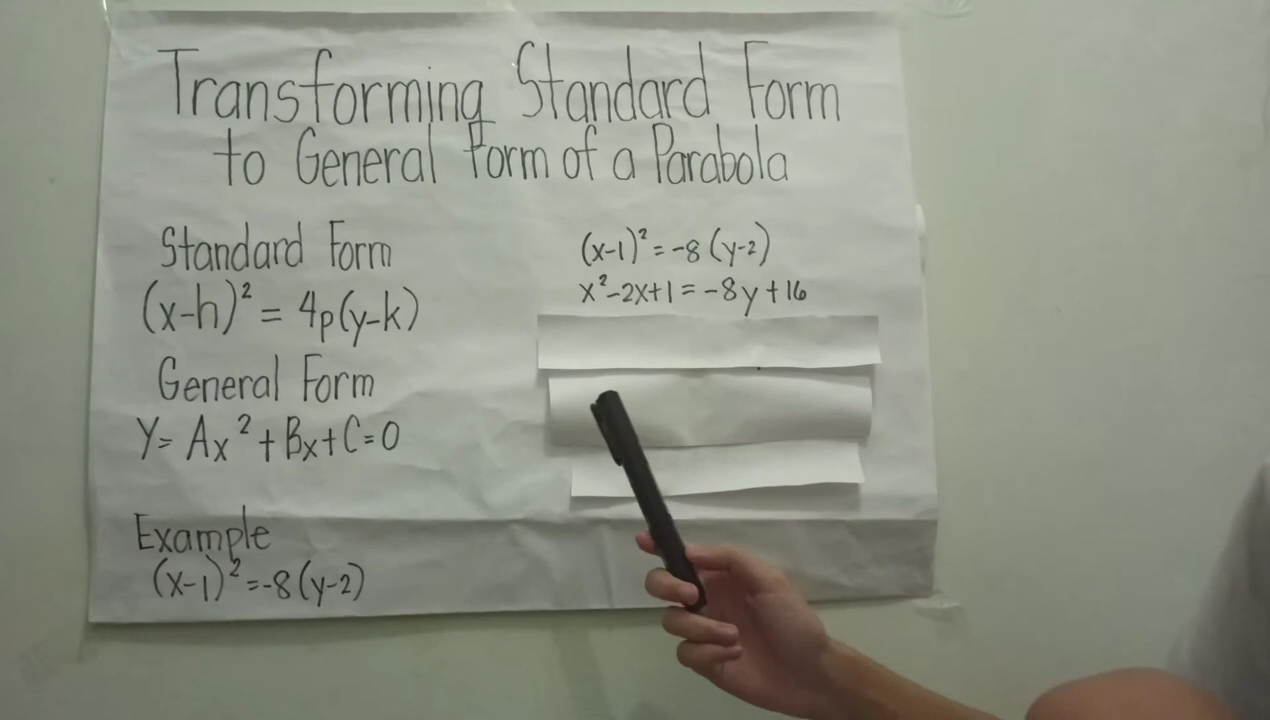 Transforming Standard Form
to General Form of a Parabola
Standard Form
(x-h)² = 4p(y-k)
General Form
Y= Ax² + Bx + C = 0
Example
(x-1)² = -8 (y-2)
(x-1)² = -8 (y-2)
x²-2x+1 = -8y + 16